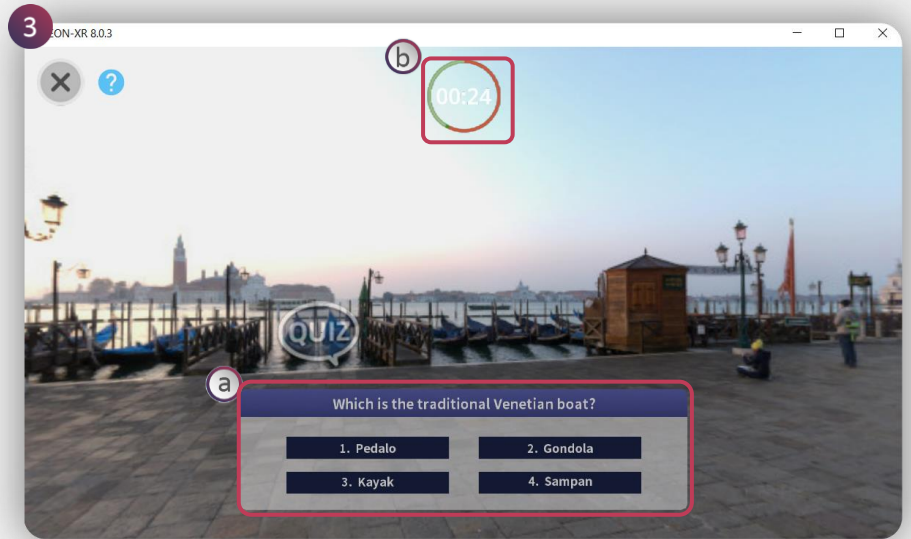 3
EON-XR 8.0.3
b
?
00:24
QUIZ
a
Which is the traditional Venetian boat?
1. Pedalo
2. Gondola
3. Kayak
4. Sampan